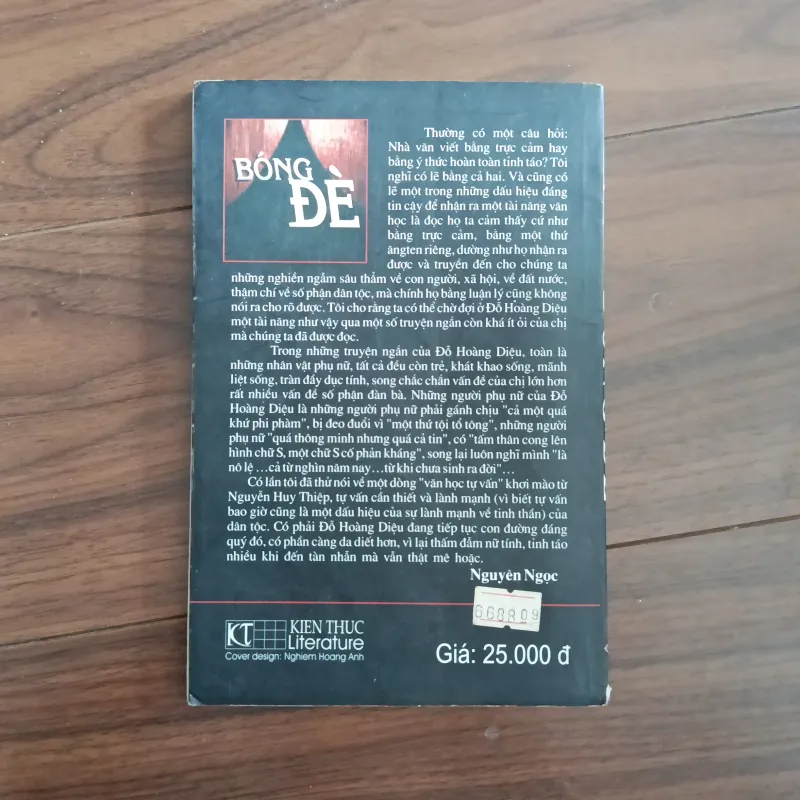 BÓNG
ĐÈ
Thường có một câu hỏi:
Nhà văn viết bằng trực cảm hay
bằng ý thức hoàn toàn tỉnh táo? Tôi
nghĩ có lẽ bằng cả hai. Và cũng có
lẽ một trong những dấu hiệu đáng
tin cậy để nhận ra một tài năng văn
học là đọc họ ta cảm thấy cứ như
bằng trực cảm, bằng một thứ
ăngten riêng, dường như họ nhận ra
được và truyền đến cho chúng ta
những nghiền ngẫm sâu thẳm về con người, xã hội, về đất nước,
thậm chí về số phận dân tộc, mà chính họ bằng luận lý cũng không
nói ra cho rõ được. Tôi cho rằng ta có thể chờ đợi ở Đỗ Hoàng Diệu
một tài năng như vậy qua một số truyện ngắn còn khá ít ỏi của chị
mà chúng ta đã được đọc.
Trong những truyện ngắn của Đỗ Hoàng Diệu, toàn là
những nhân vật phụ nữ, tất cả đều còn trẻ, khát khao sống, mãnh
liệt sống, tràn đầy dục tính, song chắc chắn vấn đề của chị lớn hơn
rất nhiều vấn đề số phận đàn bà. Những người phụ nữ của Đỗ
Hoàng Diệu là những người phụ nữ phải gánh chịu "cả một quá
khứ phì phàm", bị đeo đuổi vì "một thứ tội tổ tông", những người
phụ nữ "quá thông minh nhưng quá cả tin", có "tấm thân cong lên
hình chữ S, một chữ S cố phản kháng", song lại luôn nghĩ mình "là
nô lệ ...cả từ nghìn năm nay...từ khi chưa sinh ra đời"...
Có lần tôi đã thử nói về một dòng "văn học tự vấn" khơi mào từ
Nguyễn Huy Thiệp, tự vấn cần thiết và lành mạnh (vì biết tự vấn
bao giờ cũng là một dấu hiệu của sự lành mạnh về tinh thần) của
dân tộc. Có phải Đỗ Hoàng Diệu đang tiếp tục con đường đáng
quý đó, có phần càng da diết hơn, vì lại thấm đẫm nữ tính, tỉnh táo
nhiều khi đến tàn nhẫn mà vẫn thật mê hoặc.
Nguyên Ngọc
668A09
KT KIEN THUC
Literature
Cover design: Nghiem Hoang Anh
Giá: 25.000 đ